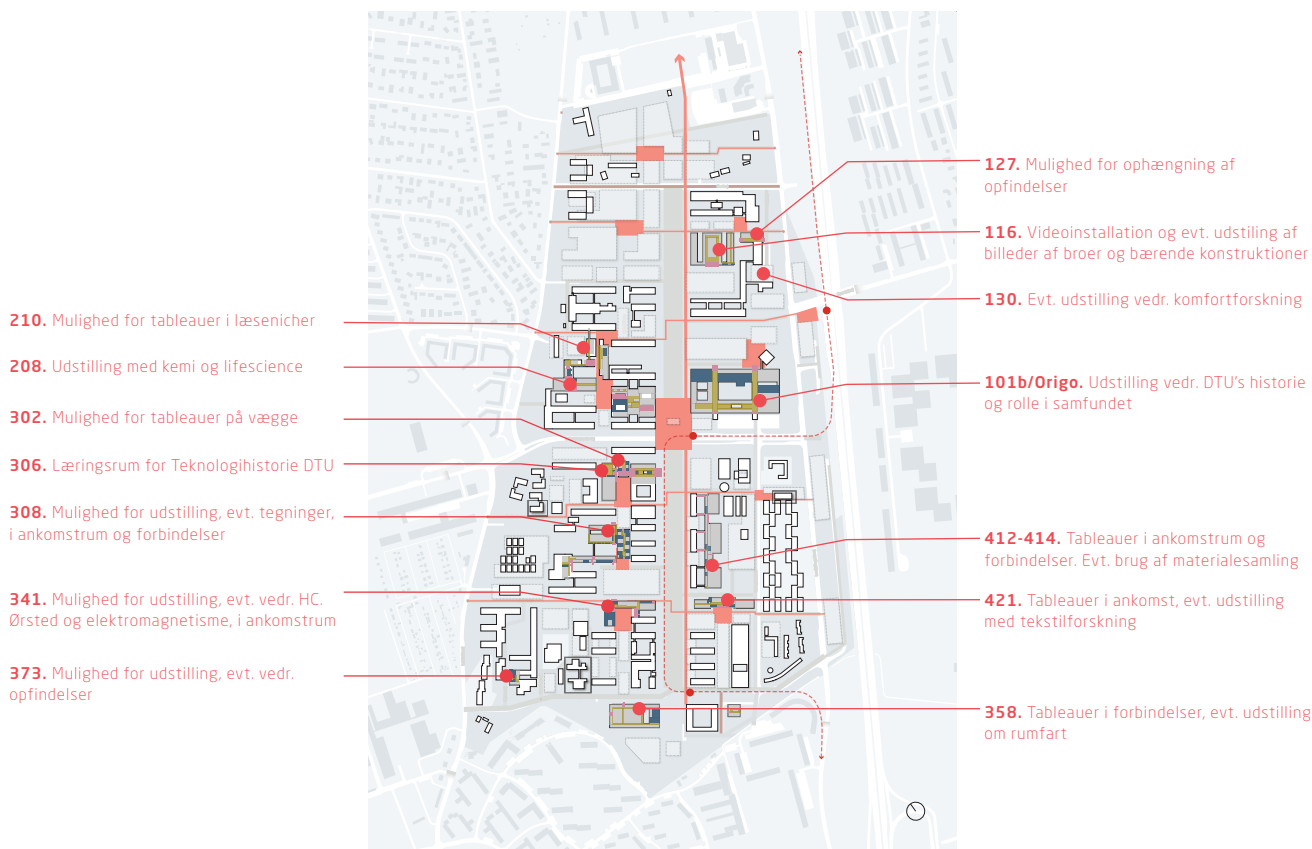 210. Mulighed for tableauer i læsenicher
208. Udstilling med kemi og lifescience
302. Mulighed for tableauer på vægge
306. Læringsrum for Teknologihistorie DTU
308. Mulighed for udstilling, evt. tegninger,
i ankomstrum og forbindelser
341. Mulighed for udstilling, evt. vedr. HC.
Ørsted og elektromagnetisme, i ankomstrum
373. Mulighed for udstilling, evt. vedr.
opfindelser
127. Mulighed for ophængning af
opfindelser
116. Videoinstallation og evt. udstiling af
billeder af broer og bærende konstruktioner
130. Evt. udstilling vedr. komfortforskning
101b/Origo. Udstilling vedr. DTU's historie
og rolle i samfundet
412-414. Tableauer i ankomstrum og
forbindelser. Evt. brug af materialesamling
421. Tableauer i ankomst, evt. udstilling
med tekstilforskning
358. Tableauer i forbindelser, evt. udstilling
om rumfart